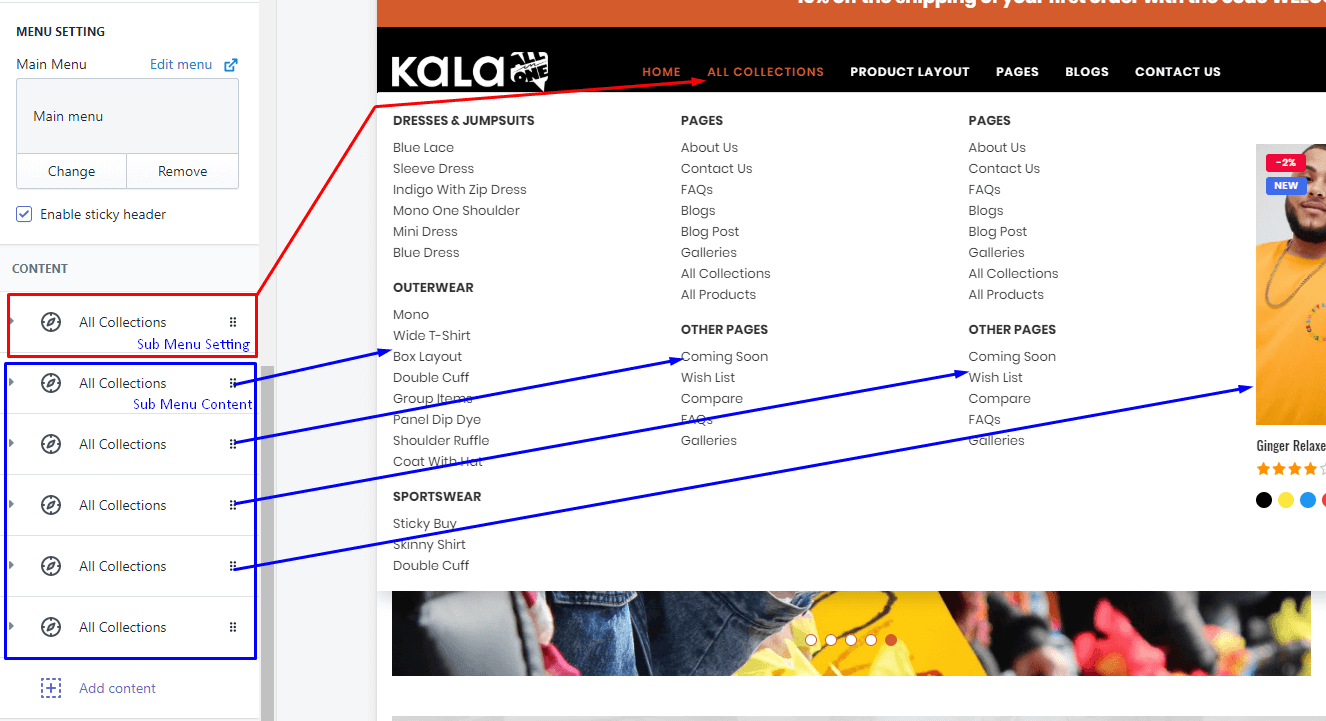 MENU SETTING
Main Menu
Edit menu
Main menu
Change
Remove
Enable sticky header
CONTENT
All Collections
Sub Menu Setting
All Collections
Sub Menu Content
All Collections
All Collections
All Collections
All Collections
Add content
KALA
ALL in ONE
HOME
ALL COLLECTIONS
PRODUCT LAYOUT
PAGES
BLOGS
CONTACT US
DRESSES & JUMPSUITS
Blue Lace
Sleeve Dress
Indigo With Zip Dress
Mono One Shoulder
Mini Dress
Blue Dress
OUTERWEAR
Mono
Wide T-Shirt
Box Layout
Double Cuff
Group Items
Panel Dip Dye
Shoulder Ruffle
Coat With Hat
SPORTSWEAR
Sticky Buy
Skinny Shirt
Double Cuff
PAGES
About Us
Contact Us
FAQs
Blogs
Blog Post
Galleries
All Collections
All Products
OTHER PAGES
Coming Soon
Wish List
Compare
FAQs
Galleries
PAGES
About Us
Contact Us
FAQs
Blogs
Blog Post
Galleries
All Collections
All Products
OTHER PAGES
Coming Soon
Wish List
Compare
FAQs
Galleries
-2%
NEW
Ginger Relaxe